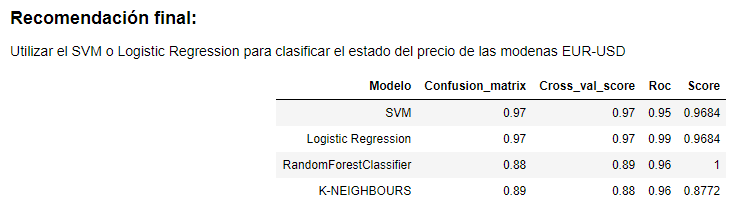 Recomendación final:
Utilizar el SVM o Logistic Regression para clasificar el estado del precio de las modenas EUR-USD
Modelo Confusion_matrix Cross_val_score Roc Score
SVM 0.97 0.97 0.95 0.9684
Logistic Regression 0.97 0.97 0.99 0.9684
RandomForestClassifier 0.88 0.89 0.96 1
K-NEIGHBOURS 0.89 0.88 0.96 0.8772